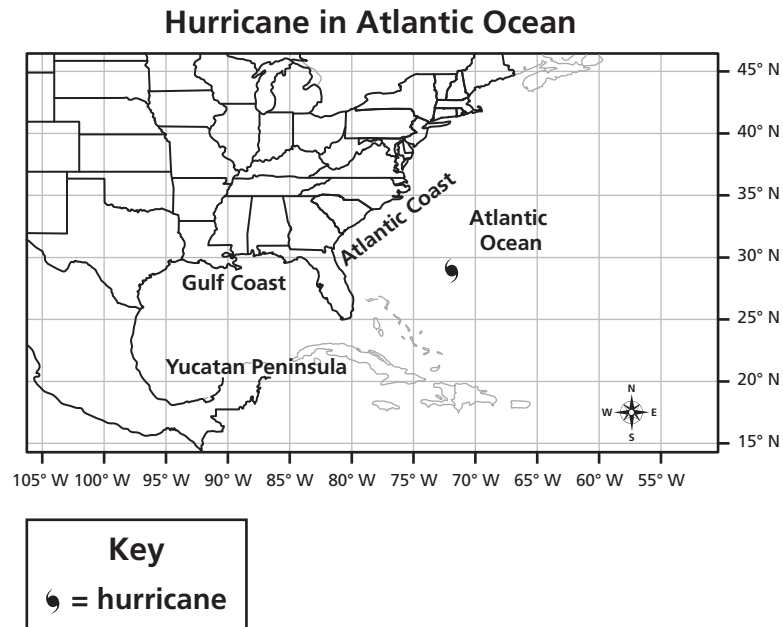 Hurricane in Atlantic Ocean
45° N
40° N
35° N
Atlantic Coast
Atlantic
Ocean
30° N
Gulf Coast
25° N
Yucatan Peninsula
20° N
N
W
E
S
15° N
105° W 100° W 95° W 90° W 85° W 80° W 75° W 70° W 65° W 60° W 55° W
Key
= hurricane